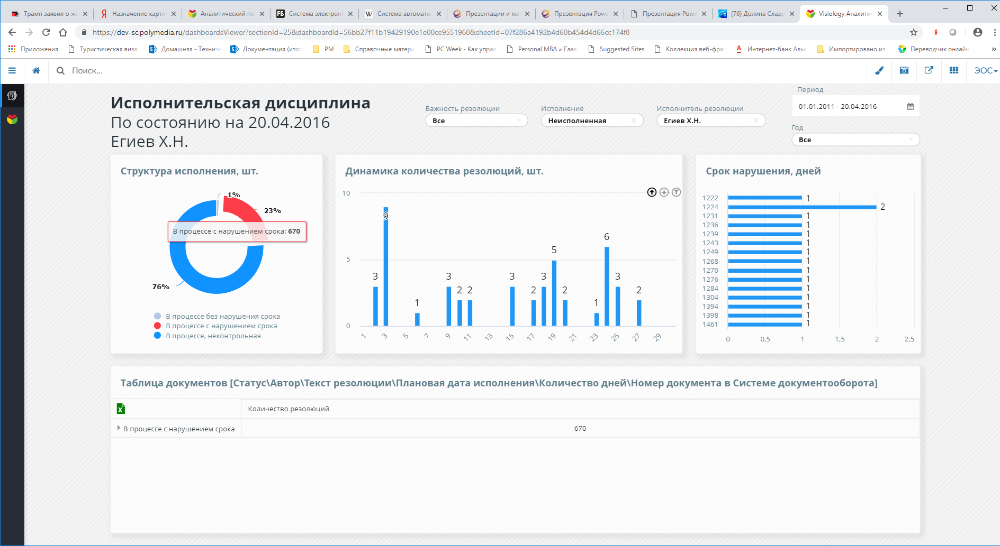 Трамп заявил о же
Назначение карти
Аналитический по
Система электрон
Система автоматиз
Презентации и ма
Презентация Powe
Презентация Powe
(76) Долина Сладо
Visiology Аналити
https://dev-sc.polymedia.ru/dashboardsViewer?sectionId=25&dashboardId=56bb27f11b19429190e1e00ce9551960&sheetId=07f286a4192b4d60b454d4d66cc174f8
Приложения
Туристическая виза
Домашняя - Технич
Документация (итог
PM
Справочные матери
PC Week - Как управ
Personal MBA » Глав
Suggested Sites
Коллекция веб-фраг
Интернет-банк Альф
Импортировано из
Переводчик онлайн
»
Поиск...
ЭОС
Исполнительская дисциплина
По состоянию на 20.04.2016
Егиев Х.Н.
Важность резолюции
Все
Исполнение
Неисполненная
Исполнитель резолюции
Егиев Х.Н.
Период
01.01.2011 - 20.04.2016
Год
Все
Структура исполнения, шт.
1%
23%
В процессе с нарушением срока: 670
76%
В процессе без нарушения срока
В процессе с нарушением срока
В процессе, неконтрольная
Динамика количества резолюций, шт.
10
5
0
3 9 1 3 2 2 3 2 3 5 2 1 6 3 2
1 3 5 7 9 11 13 15 17 19 21 23 25 27 29
Срок нарушения, дней
1222 1
1224 2
1231 1
1236 1
1239 1
1243 1
1249 1
1268 1
1270 1
1276 1
1284 1
1304 1
1394 1
1398 1
1461 1
0 0,5 1 1,5 2 2,5
Таблица документов [Статус\Автор\Текст резолюции\Плановая дата исполнения\Количество дней\Номер документа в Системе документооборота]
Количество резолюций
В процессе с нарушением срока 670